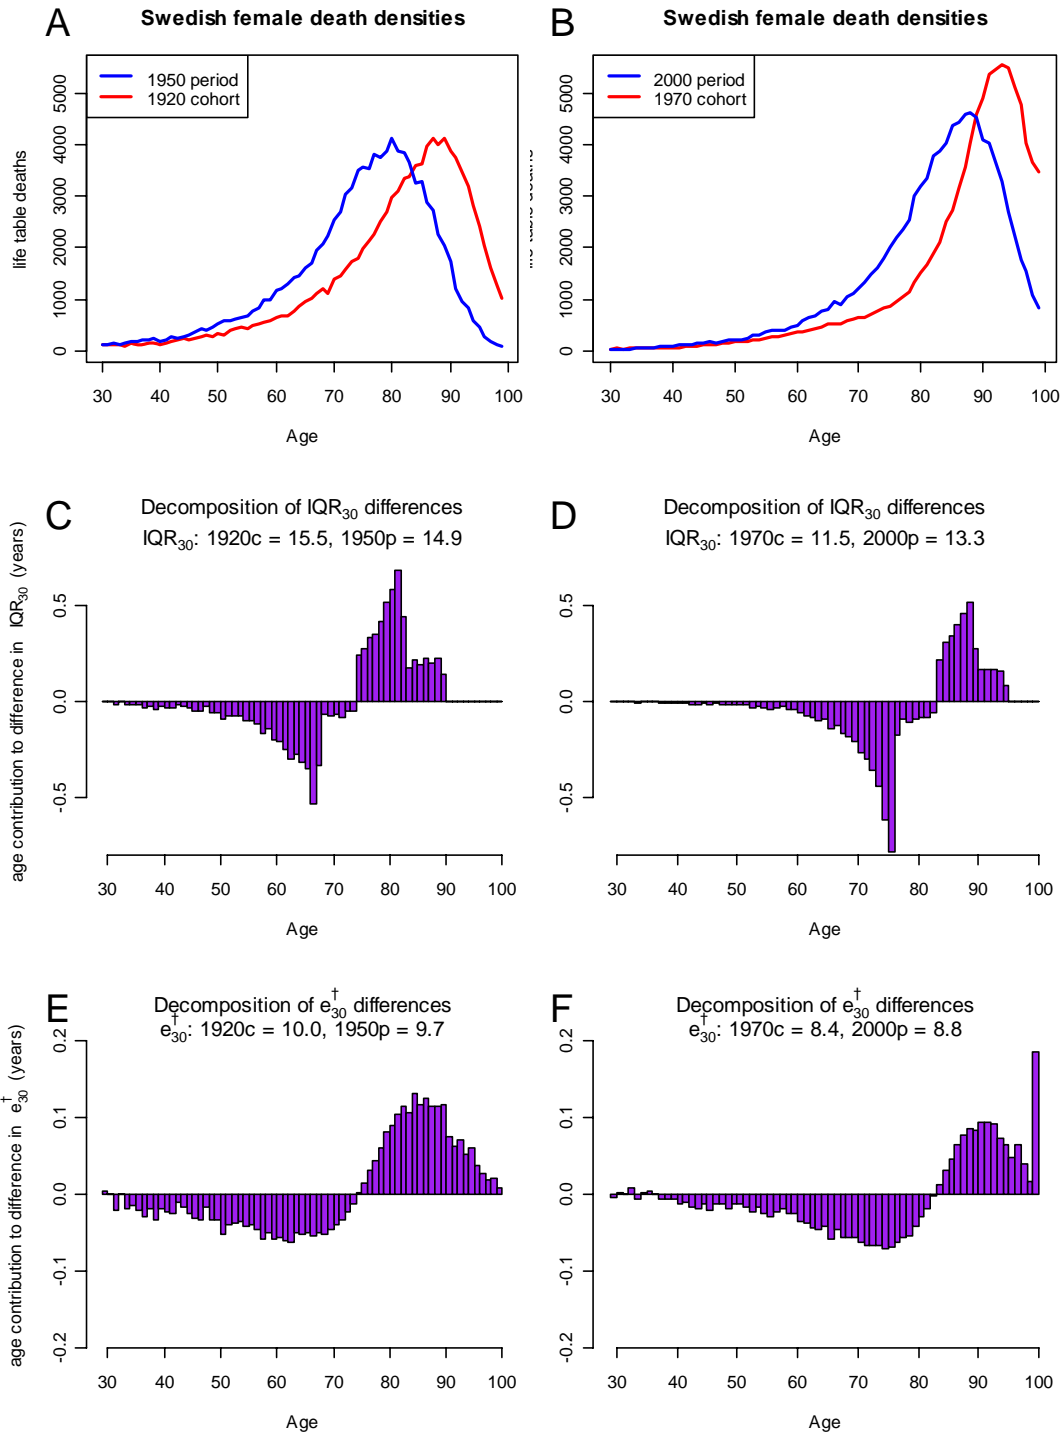 A
Swedish female death densities
1950 period
1920 cohort
life table deaths
5000
4000
3000
2000
1000
0
30 40 50 60 70 80 90 100
Age
B
Swedish female death densities
2000 period
1970 cohort
life table deaths
5000
4000
3000
2000
1000
0
30 40 50 60 70 80 90 100
Age
C
Decomposition of IQR30 differences
IQR30: 1920c = 15.5, 1950p = 14.9
age contribution to difference in IQR30 (years)
0.5
0.0
-0.5
30 40 50 60 70 80 90 100
Age
D
Decomposition of IQR30 differences
IQR30: 1970c = 11.5, 2000p = 13.3
0.5
0.0
-0.5
30 40 50 60 70 80 90 100
Age
E
Decomposition of e†30 differences
e†30: 1920c = 10.0, 1950p = 9.7
age contribution to difference in e†30 (years)
0.2
0.1
0.0
-0.1
-0.2
30 40 50 60 70 80 90 100
Age
F
Decomposition of e†30 differences
e†30: 1970c = 8.4, 2000p = 8.8
0.2
0.1
0.0
-0.1
-0.2
30 40 50 60 70 80 90 100
Age